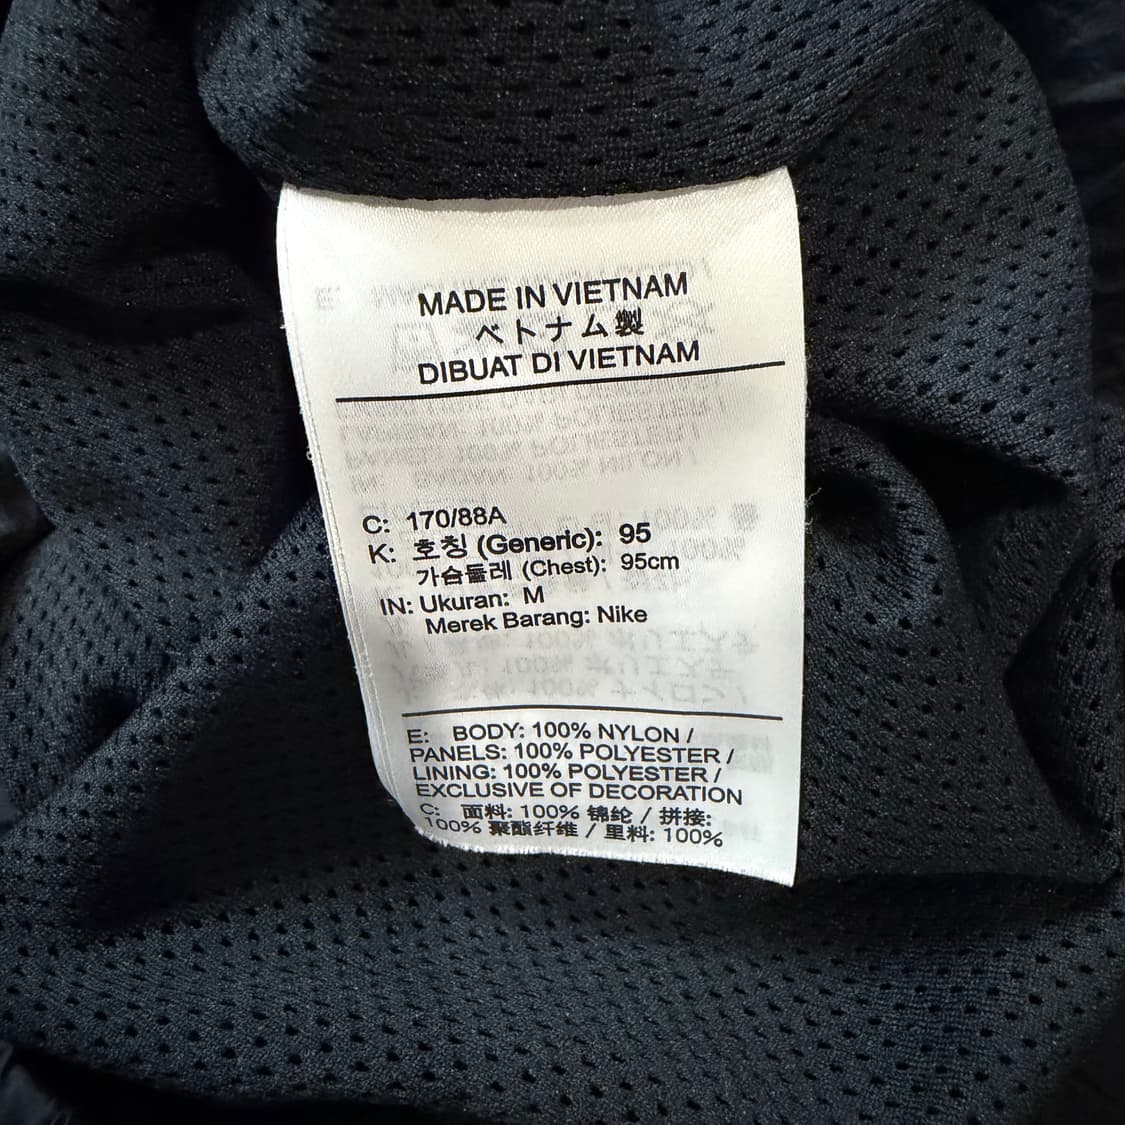 MADE IN VIETNAM
ベトナム製
DIBUAT DI VIETNAM
C: 170/88A
K: 호칭 (Generic): 95
가슴둘레 (Chest): 95cm
IN: Ukuran: M
Merek Barang: Nike
E: BODY: 100% NYLON /
PANELS: 100% POLYESTER /
LINING: 100% POLYESTER /
EXCLUSIVE OF DECORATION
C: 面料: 100% 锦纶 / 拼接:
100% 聚酯纤维 / 里料: 100%